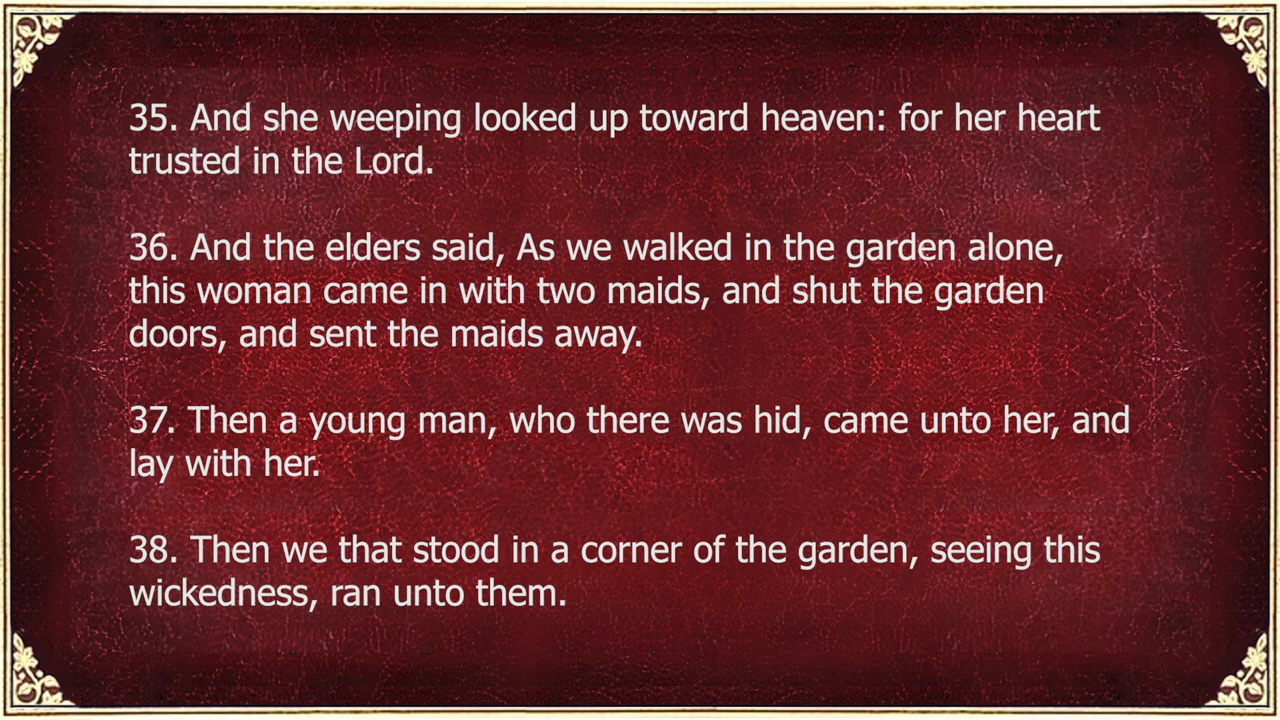 35. And she weeping looked up toward heaven: for her heart
trusted in the Lord.
36. And the elders said, As we walked in the garden alone,
this woman came in with two maids, and shut the garden
doors, and sent the maids away.
37. Then a young man, who there was hid, came unto her, and
lay with her.
38. Then we that stood in a corner of the garden, seeing this
wickedness, ran unto them.